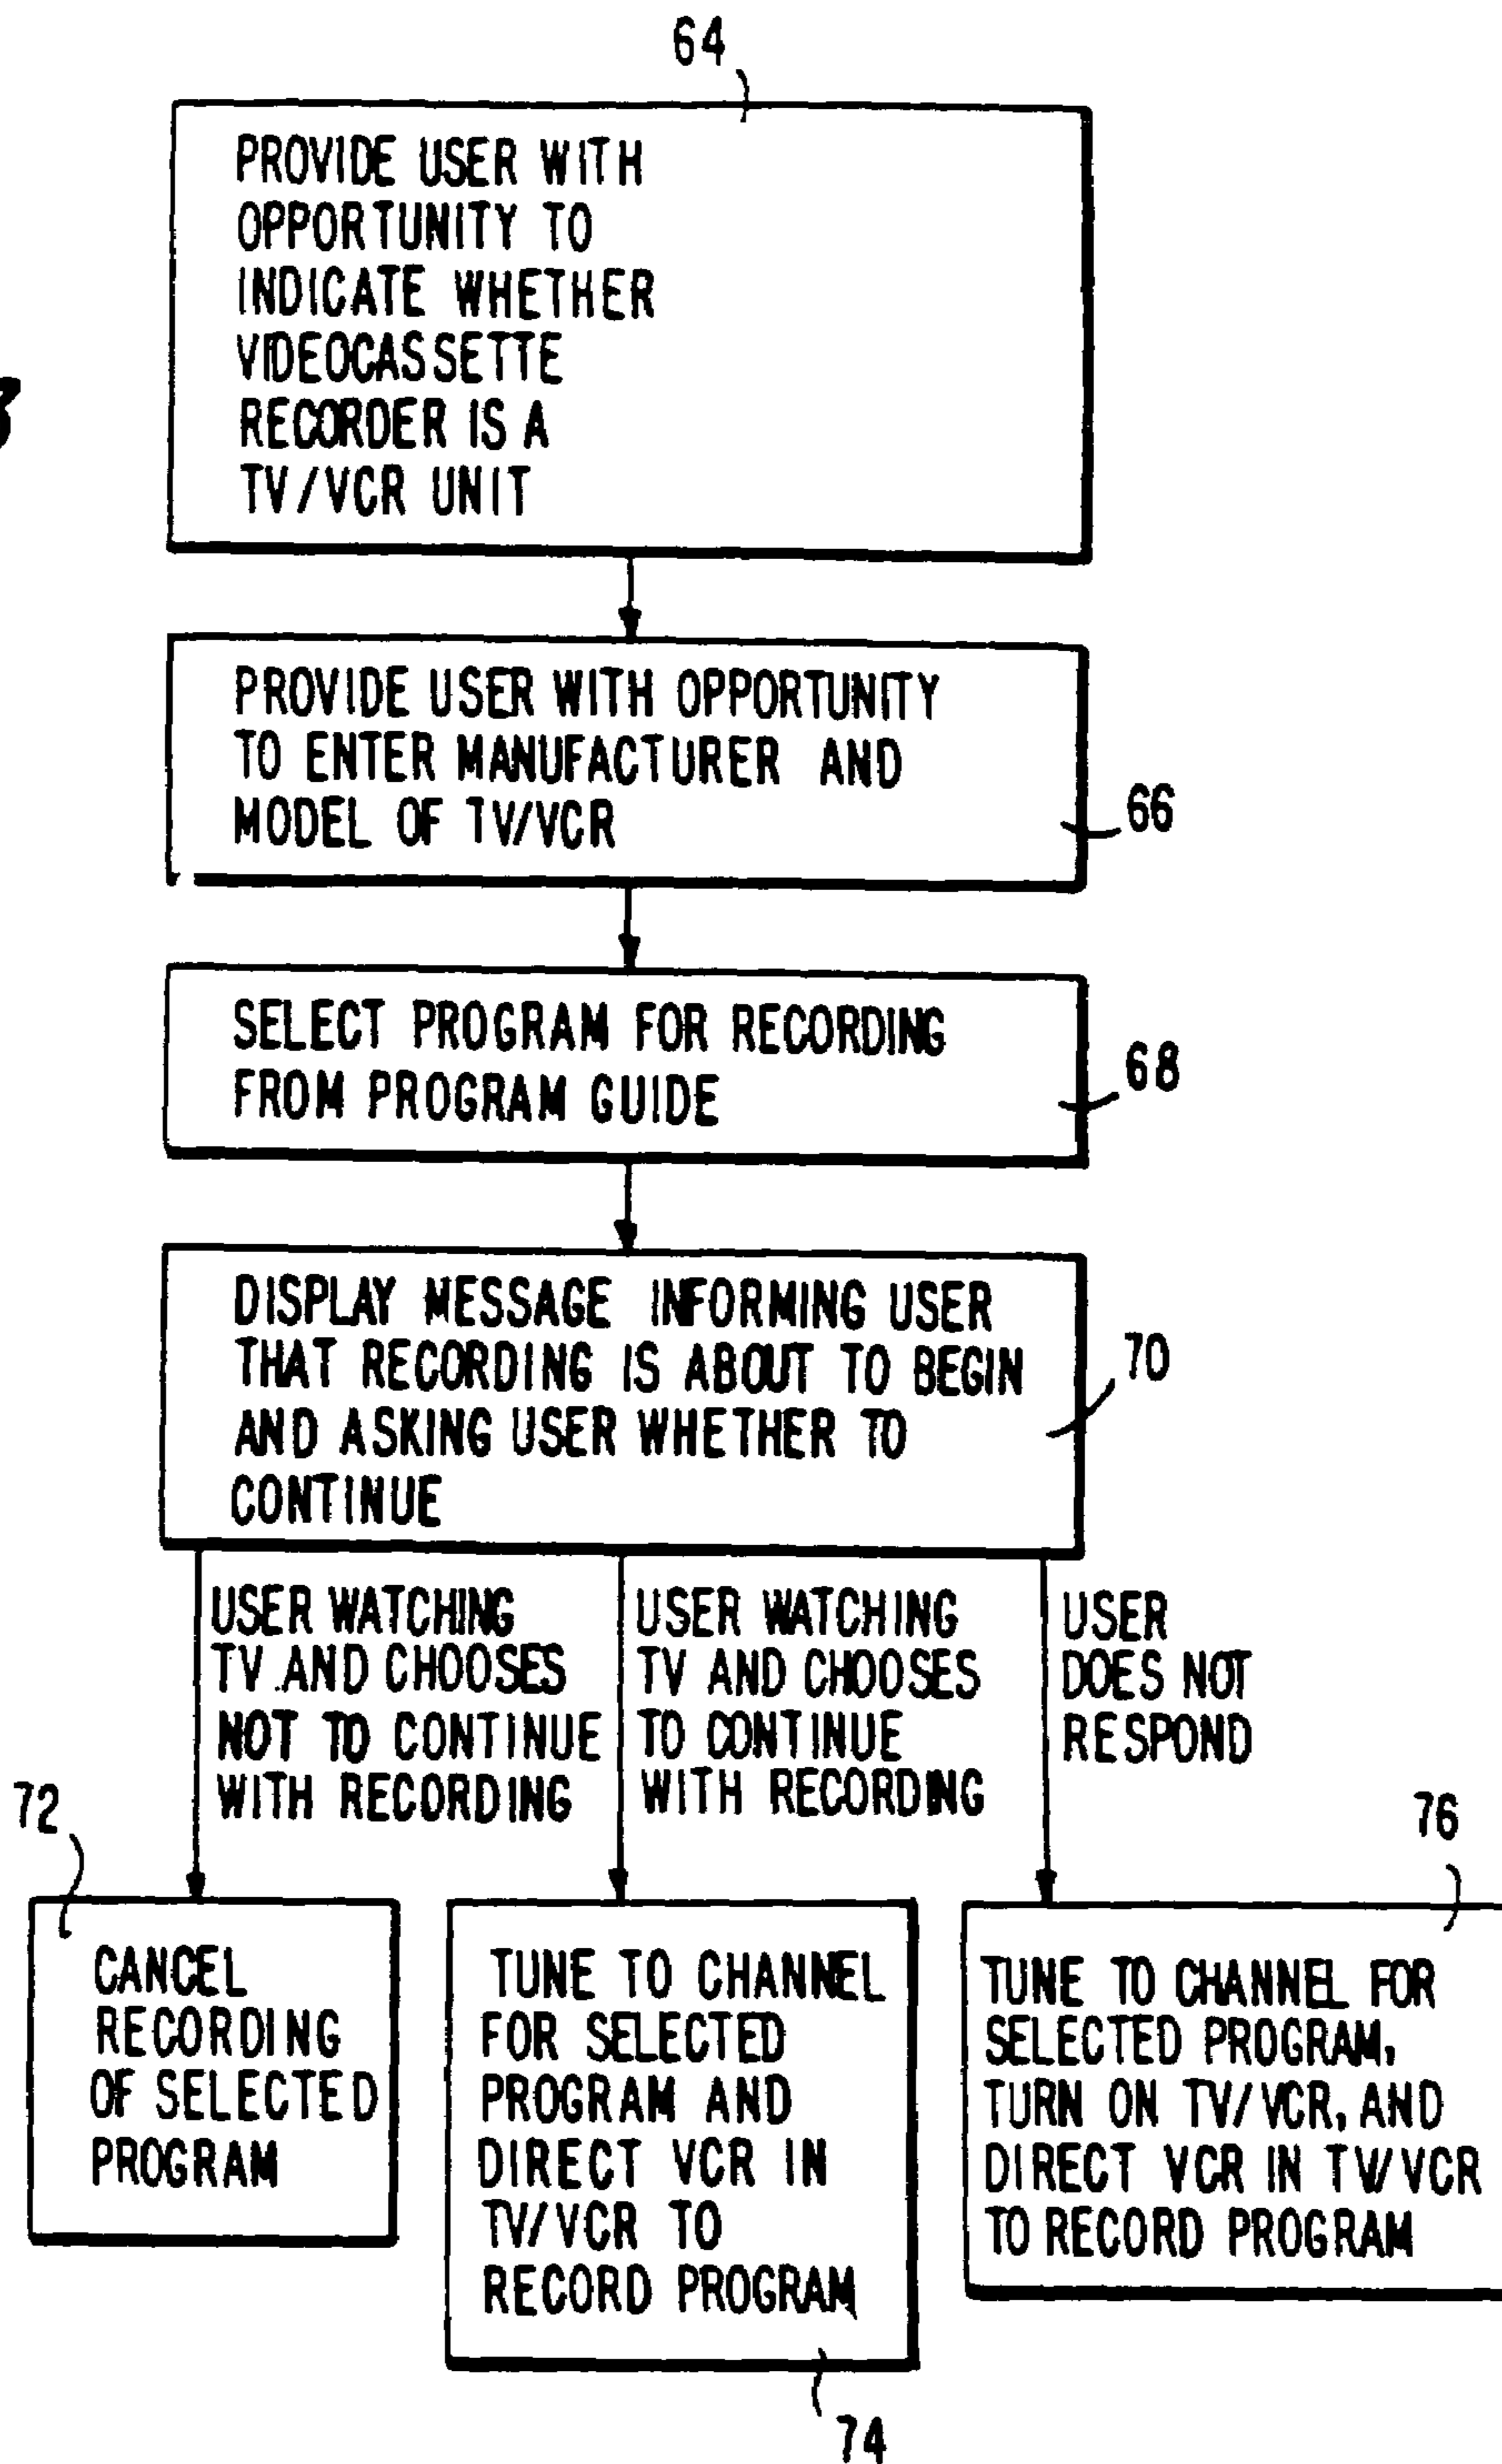 64
PROVIDE USER WITH
OPPORTUNITY TO
INDICATE WHETHER
VIDEOCASSETTE
RECORDER IS A
TV/VCR UNIT
3
PROVIDE USER WITH OPPORTUNITY
TO ENTER MANUFACTURER AND
MODEL OF TV/VCR
66
SELECT PROGRAM FOR RECORDING
FROM PROGRAM GUIDE
68
DISPLAY MESSAGE INFORMING USER
THAT RECORDING IS ABOUT TO BEGIN
AND ASKING USER WHETHER TO
CONTINUE
70
USER WATCHING
TV AND CHOOSES
NOT TO CONTINUE
WITH RECORDING
USER WATCHING
TV AND CHOOSES
TO CONTINUE
WITH RECORDING
USER
DOES NOT
RESPOND
72
CANCEL
RECORDING
OF SELECTED
PROGRAM
TUNE TO CHANNEL
FOR SELECTED
PROGRAM AND
DIRECT VCR IN
TV/VCR TO
RECORD PROGRAM
74
76
TUNE TO CHANNEL FOR
SELECTED PROGRAM,
TURN ON TV/VCR, AND
DIRECT VCR IN TV/VCR
TO RECORD PROGRAM